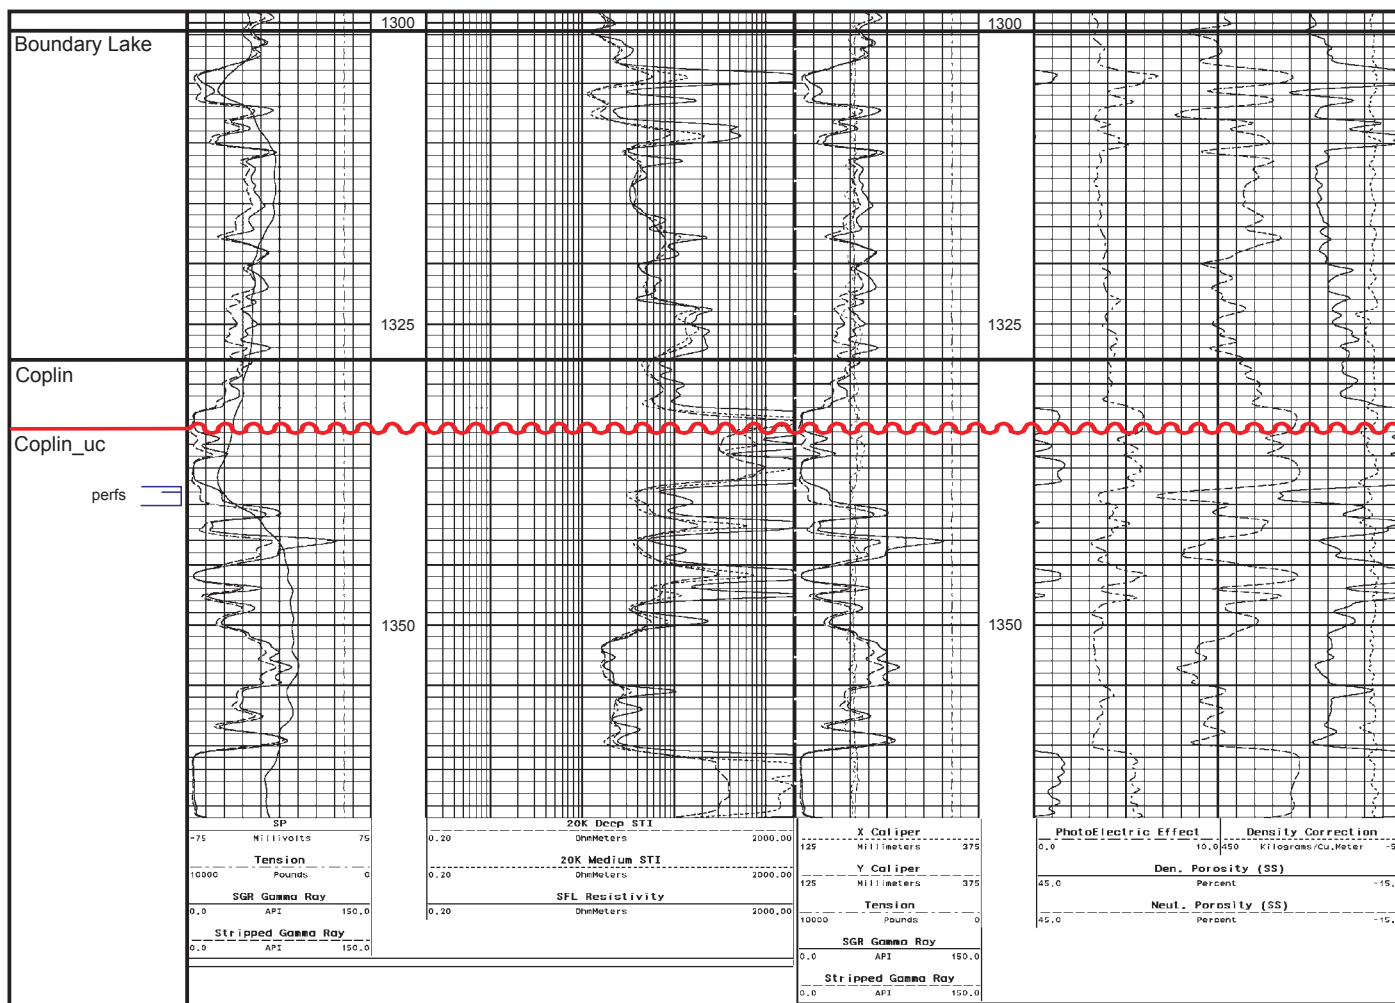 1300
1300
Boundary Lake
1325
1325
Coplin
Coplin_uc
perfs
1350
1350
SP
-75 Millivolts 75
Tension
10000 Pounds 0
SGR Gamma Ray
0.0 API 150.0
Stripped Gamma Ray
0.0 API 150.0
20K Deep STI
0.20 OhmMeters 2000.00
20K Medium STI
0.20 OhmMeters 2000.00
SFL Resistivity
0.20 OhmMeters 2000.00
X Caliper
125 Millimeters 375
Y Caliper
125 Millimeters 375
Tension
10000 Pounds 0
SGR Gamma Ray
0.0 API 150.0
Stripped Gamma Ray
0.0 API 150.0
PhotoElectric Effect Density Correction
0.0 10.0 450 Kilograms/Cu.Meter -5
Den. Porosity (SS)
45.0 Percent -15.
Neut. Porosity (SS)
45.0 Percent -15.